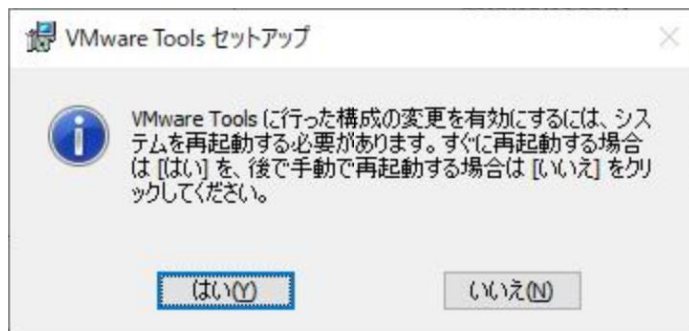 VMware Tools セットアップ
VMware Tools に行った構成の変更を有効にするには、シス
テムを再起動する必要があります。すぐに再起動する場合
は [はい] を、後で手動で再起動する場合は [いいえ] をクリ
ックしてください。
はい(Y)
いいえ(N)